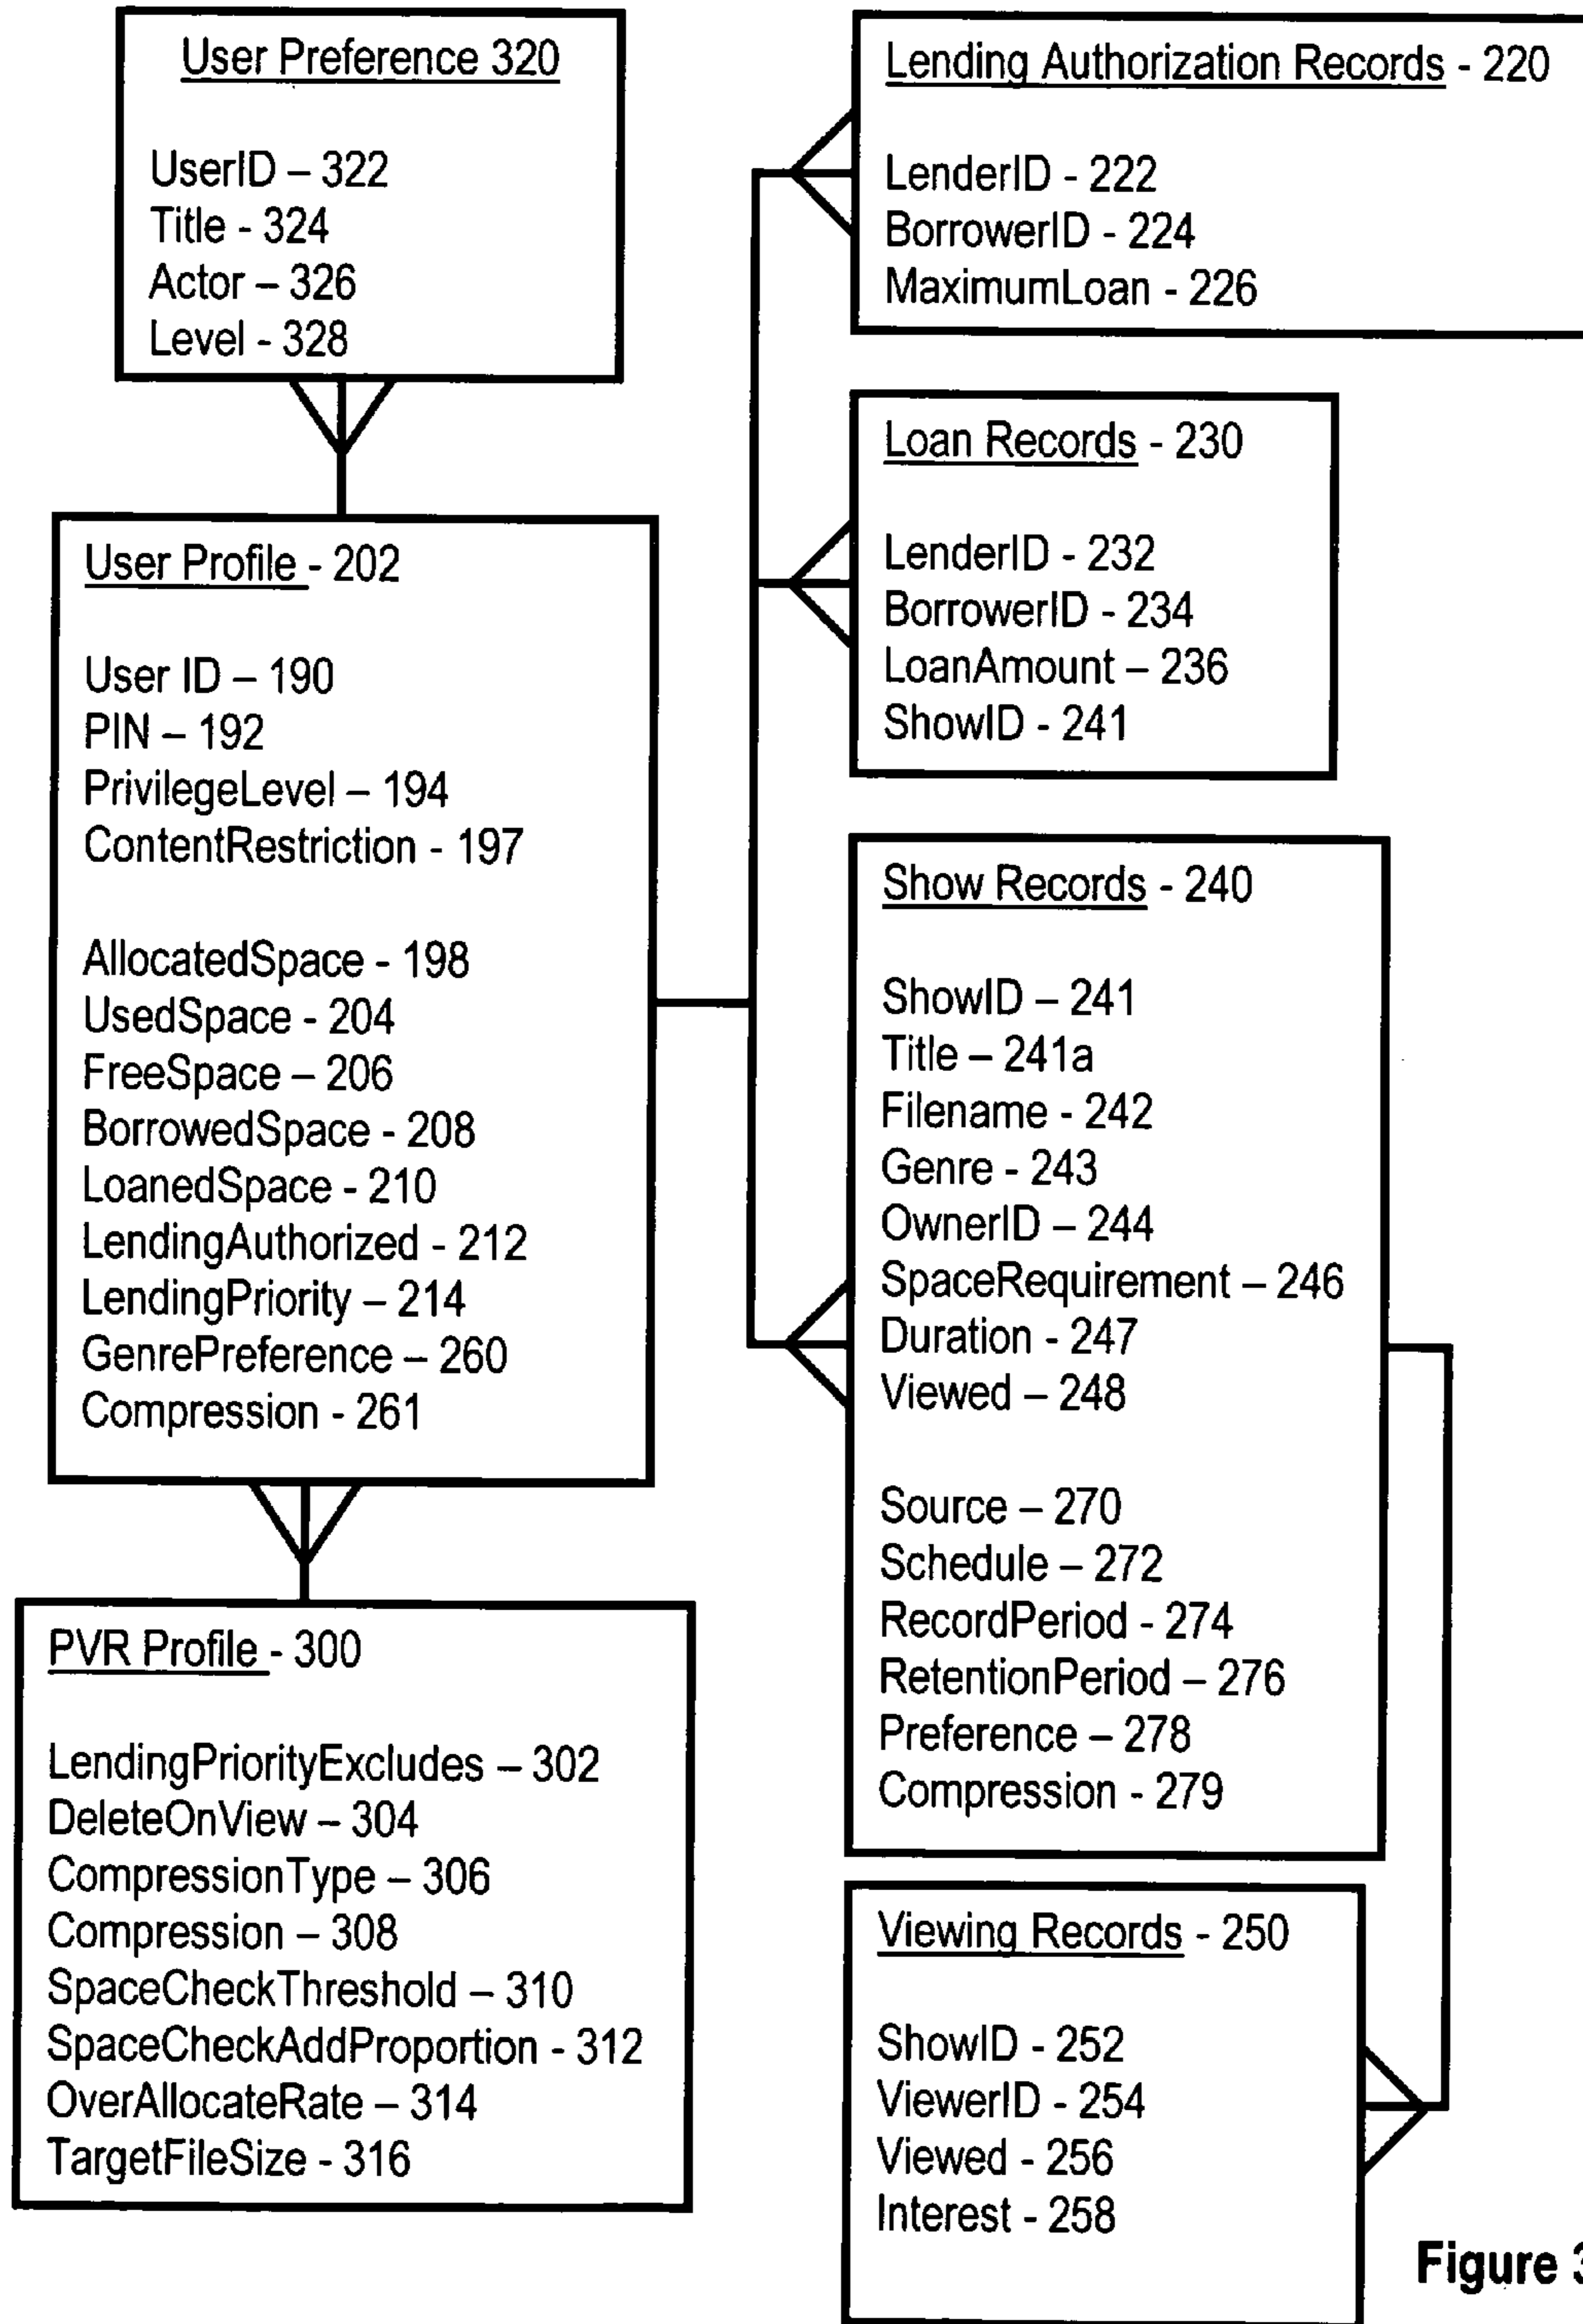 User Preference 320
UserID – 322
Title - 324
Actor – 326
Level - 328
User Profile - 202
User ID – 190
PIN – 192
PrivilegeLevel – 194
ContentRestriction - 197
AllocatedSpace - 198
UsedSpace - 204
FreeSpace – 206
BorrowedSpace - 208
LoanedSpace - 210
LendingAuthorized - 212
LendingPriority – 214
GenrePreference – 260
Compression - 261
PVR Profile - 300
LendingPriorityExcludes – 302
DeleteOnView – 304
CompressionType – 306
Compression – 308
SpaceCheckThreshold – 310
SpaceCheckAddProportion - 312
OverAllocateRate – 314
TargetFileSize - 316
Lending Authorization Records - 220
LenderID - 222
BorrowerID - 224
MaximumLoan - 226
Loan Records - 230
LenderID - 232
BorrowerID - 234
LoanAmount – 236
ShowID - 241
Show Records - 240
ShowID – 241
Title – 241a
Filename - 242
Genre - 243
OwnerID – 244
SpaceRequirement – 246
Duration - 247
Viewed – 248
Source – 270
Schedule – 272
RecordPeriod - 274
RetentionPeriod – 276
Preference – 278
Compression - 279
Viewing Records - 250
ShowID - 252
ViewerID - 254
Viewed - 256
Interest - 258
Figure 3